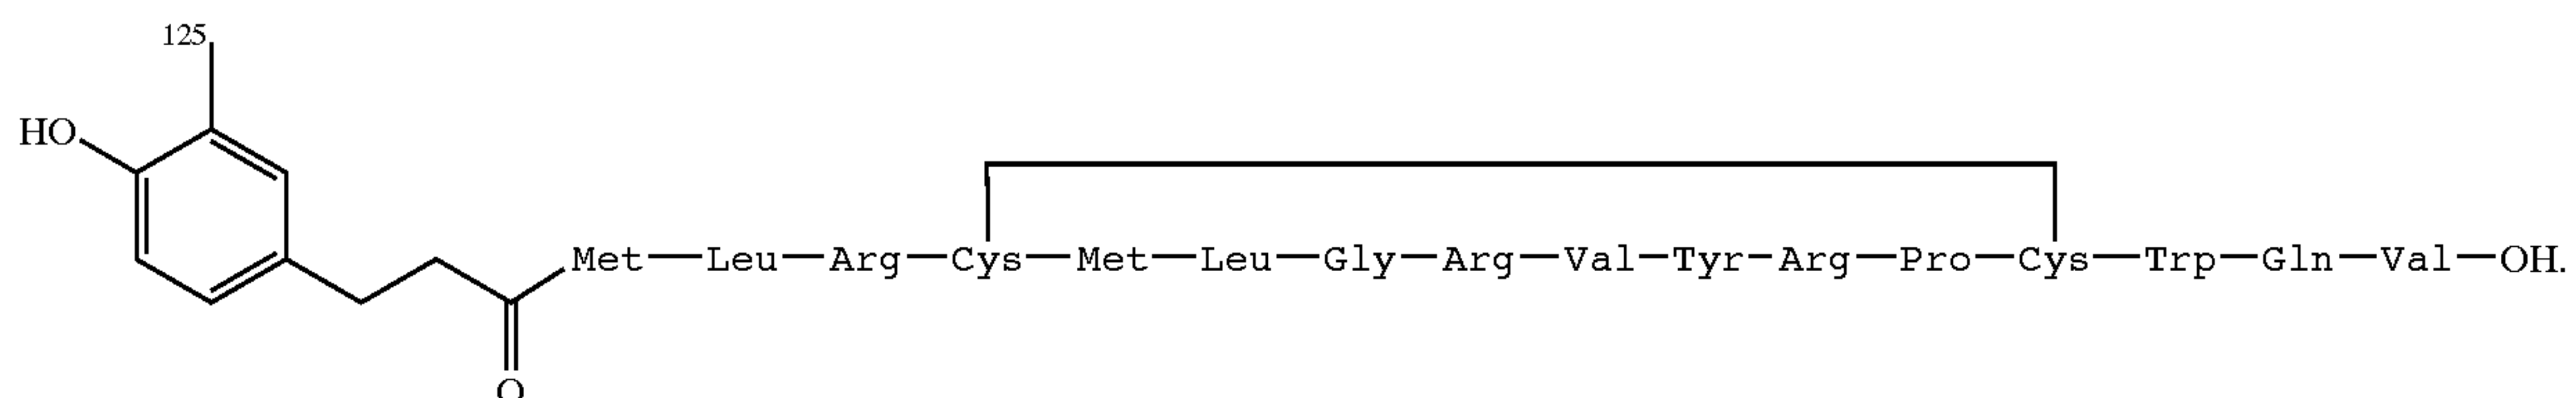 125
HO
Met—Leu—Arg—Cys—Met—Leu—Gly—Arg—Val—Tyr—Arg—Pro—Cys—Trp—Gln—Val—OH.
O